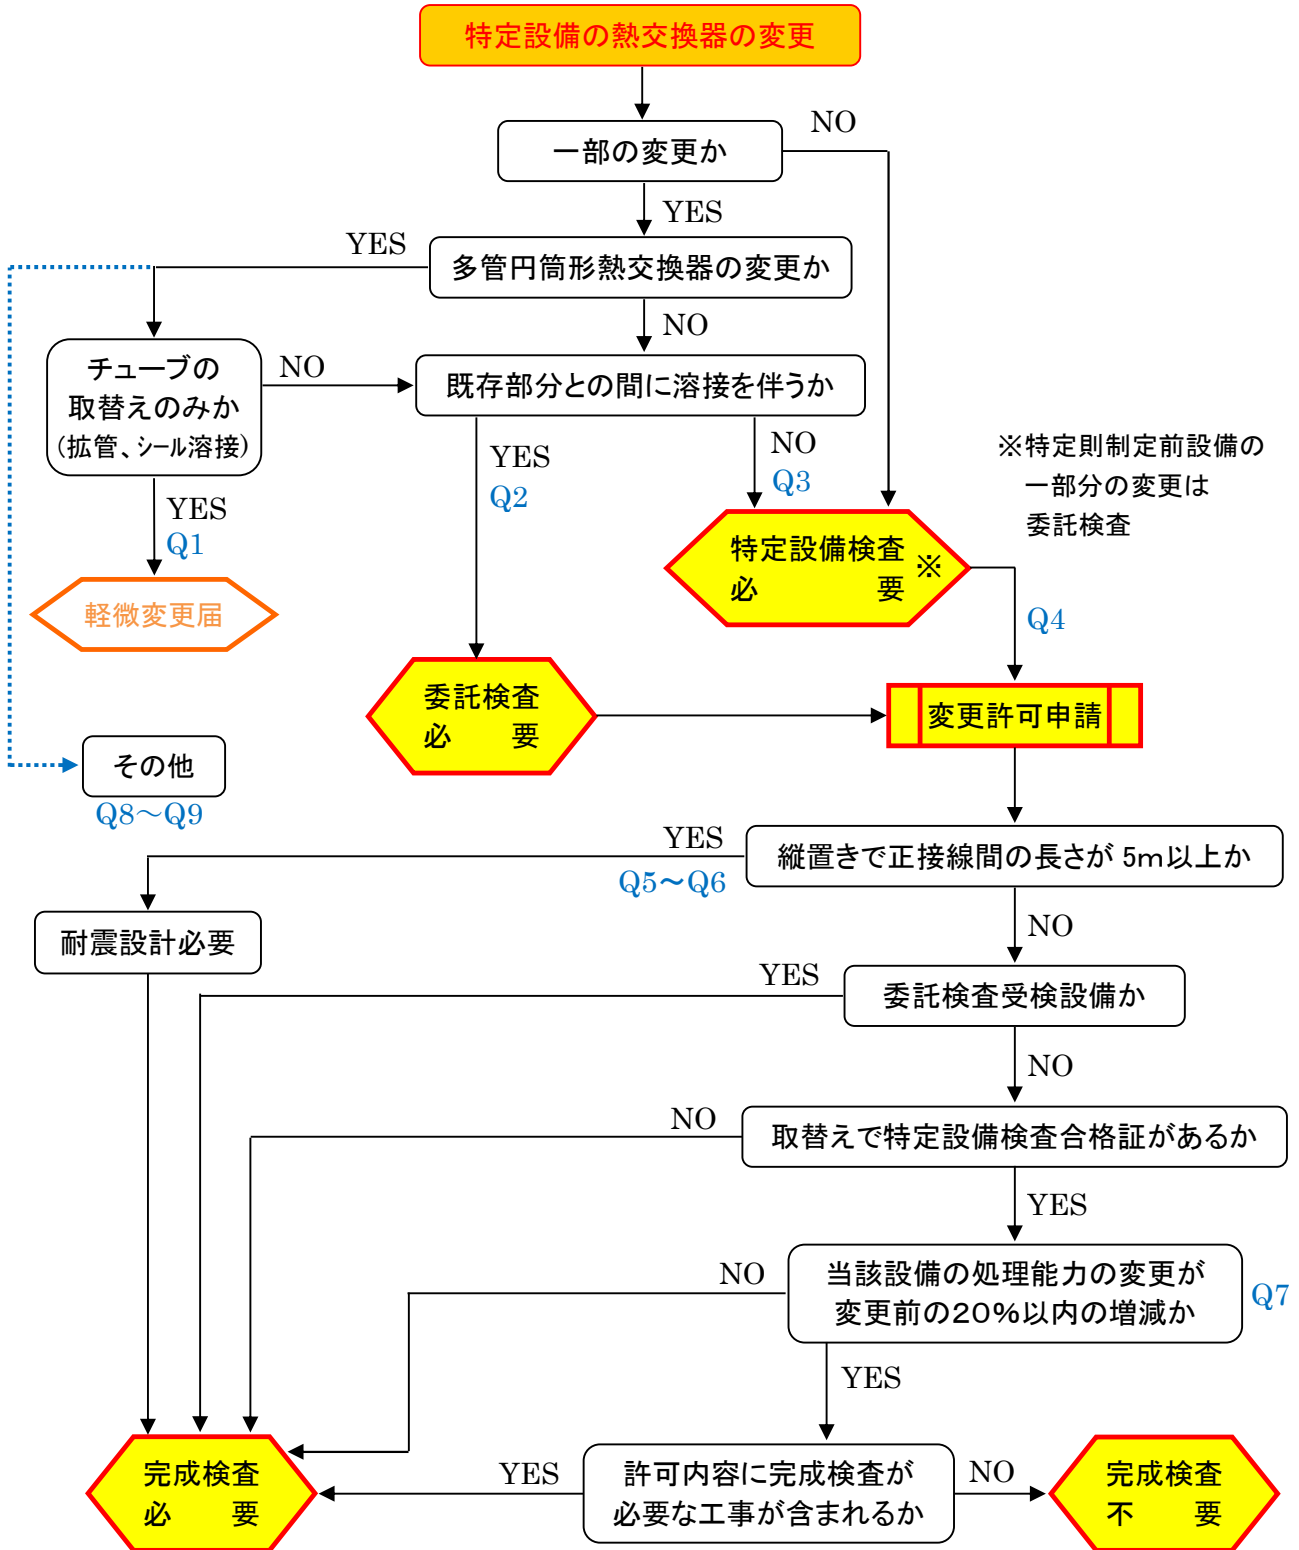 特定設備の熱交換器の変更
NO
一部の変更か
YES
YES
多管円筒形熱交換器の変更か
NO
チューブの
取替えのみか
(拡管、シール溶接)
NO
既存部分との間に溶接を伴うか
YES
Q1
YES
Q2
NO
Q3
※特定則制定前設備の
一部分の変更は
委託検査
軽微変更届
特定設備検査
必　　　　要
※
Q4
委託検査
必　　要
変更許可申請
その他
Q8～Q9
YES
Q5～Q6
縦置きで正接線間の長さが 5m以上か
NO
耐震設計必要
YES
委託検査受検設備か
NO
NO
取替えで特定設備検査合格証があるか
YES
NO
当該設備の処理能力の変更が
変更前の20%以内の増減か
Q7
YES
完成検査
必　　要
YES
許可内容に完成検査が
必要な工事が含まれるか
NO
完成検査
不　　要